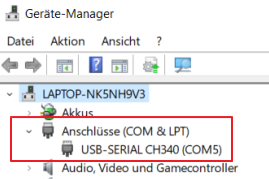 Geräte-Manager
Datei Aktion Ansicht ?
LAPTOP-NK5NH9V3
Akkus
Anschlüsse (COM & LPT)
USB-SERIAL CH340 (COM5)
Audio, Video und Gamecontroller